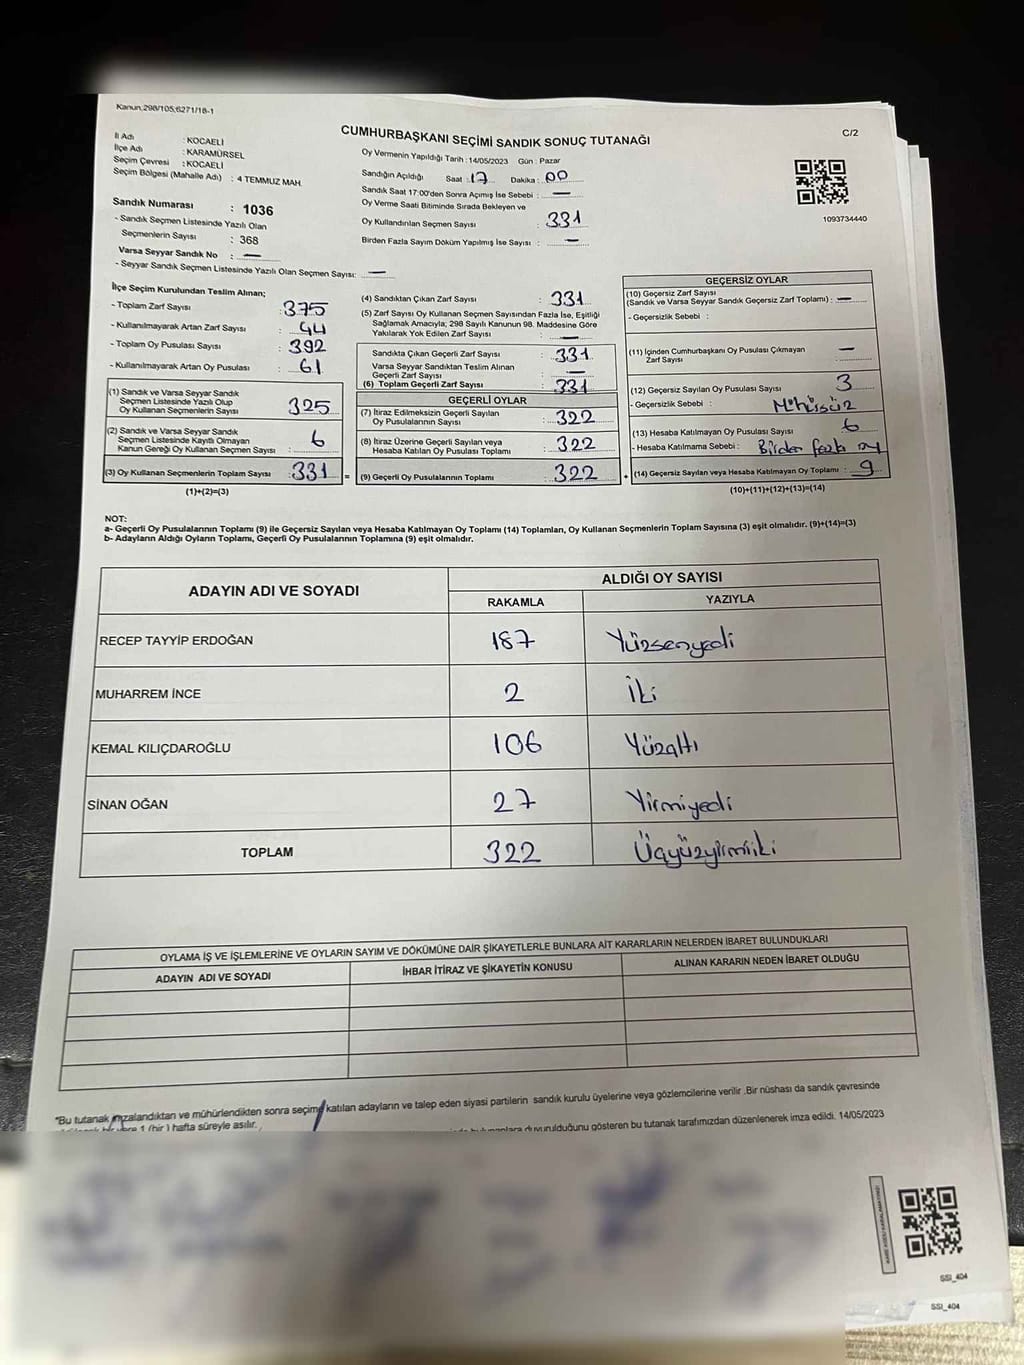 Kanun:298/105;6271/18-1
CUMHURBAŞKANI SEÇİMİ SANDIK SONUÇ TUTANAĞI
C/2
İl Adı : KOCAELİ
İlçe Adı : KARAMÜRSEL
Seçim Çevresi : KOCAELİ
Seçim Bölgesi (Mahalle Adı) : 4 TEMMUZ MAH.
Sandık Numarası : 1036
- Sandık Seçmen Listesinde Yazılı Olan
Seçmenlerin Sayısı : 368
Varsa Seyyar Sandık No : —
- Seyyar Sandık Seçmen Listesinde Yazılı Olan Seçmen Sayısı: —
Oy Vermenin Yapıldığı Tarih : 14/05/2023 Gün : Pazar
Sandığın Açıldığı Saat : 17 Dakika : 00
Sandık Saat 17:00'den Sonra Açmış İse Sebebi : —
Oy Verme Saati Bitiminde Sırada Bekleyen ve
Oy Kullandırılan Seçmen Sayısı : 331
Birden Fazla Sayım Döküm Yapılmış İse Sayısı : —
1093734440
İlçe Seçim Kurulundan Teslim Alınan;
- Toplam Zarf Sayısı : 375
- Kullanılmayarak Artan Zarf Sayısı : 44
- Toplam Oy Pusulası Sayısı : 392
- Kullanılmayarak Artan Oy Pusulası : 61
(1) Sandık ve Varsa Seyyar Sandık
Seçmen Listesinde Yazılı Olup
Oy Kullanan Seçmenlerin Sayısı : 325
(2) Sandık ve Varsa Seyyar Sandık
Seçmen Listesinde Kayıtlı Olmayan
Kanun Gereği Oy Kullanan Seçmen Sayısı : 6
(3) Oy Kullanan Seçmenlerin Toplam Sayısı : 331 =
(1)+(2)=(3)
(4) Sandıktan Çıkan Zarf Sayısı : 331
(5) Zarf Sayısı Oy Kullanan Seçmen Sayısından Fazla İse, Eşitliği
Sağlamak Amacıyla; 298 Sayılı Kanunun 98. Maddesine Göre
Yakılarak Yok Edilen Zarf Sayısı : —
Sandıkta Çıkan Geçerli Zarf Sayısı : 331
Varsa Seyyar Sandıktan Teslim Alınan
Geçerli Zarf Sayısı : —
(6) Toplam Geçerli Zarf Sayısı : 331
GEÇERLİ OYLAR
(7) İtiraz Edilmeksizin Geçerli Sayılan
Oy Pusulalarının Sayısı : 322
(8) İtiraz Üzerine Geçerli Sayılan veya
Hesaba Katılan Oy Pusulası Toplamı : 322
(9) Geçerli Oy Pusulalarının Toplamı : 322 +
GEÇERSİZ OYLAR
(10) Geçersiz Zarf Sayısı
(Sandık ve Varsa Seyyar Sandık Geçersiz Zarf Toplamı) : —
- Geçersizlik Sebebi :
(11) İçinden Cumhurbaşkanı Oy Pusulası Çıkmayan
Zarf Sayısı : —
(12) Geçersiz Sayılan Oy Pusulası Sayısı : 3
- Geçersizlik Sebebi : Mühürsüz
(13) Hesaba Katılmayan Oy Pusulası Sayısı : 6
- Hesaba Katılmama Sebebi : Birden fazla oy
(14) Geçersiz Sayılan veya Hesaba Katılmayan Oy Toplamı : 9
(10)+(11)+(12)+(13)=(14)
NOT:
a- Geçerli Oy Pusulalarının Toplamı (9) ile Geçersiz Sayılan veya Hesaba Katılmayan Oy Toplamı (14) Toplamları, Oy Kullanan Seçmenlerin Toplam Sayısına (3) eşit olmalıdır. (9)+(14)=(3)
b- Adayların Aldığı Oyların Toplamı, Geçerli Oy Pusulalarının Toplamına (9) eşit olmalıdır.
ADAYIN ADI VE SOYADI
ALDIĞI OY SAYISI
RAKAMLA YAZIYLA
RECEP TAYYİP ERDOĞAN 187 Yüzsenyedi
MUHARREM İNCE 2 İki
KEMAL KILIÇDAROĞLU 106 Yüzaltı
SİNAN OĞAN 27 Yirmiyedi
TOPLAM 322 Üçyüzyirmiiki
OYLAMA İŞ VE İŞLEMLERİNE VE OYLARIN SAYIM VE DÖKÜMÜNE DAİR ŞİKAYETLERLE BUNLARA AİT KARARLARIN NELERDEN İBARET BULUNDUKLARI
ADAYIN ADI VE SOYADI İHBAR İTİRAZ VE ŞİKAYETİN KONUSU ALINAN KARARIN NEDEN İBARET OLDUĞU
*Bu tutanak imzalandıktan ve mühürlendikten sonra seçime katılan adayların ve talep eden siyasi partilerin sandık kurulu üyelerine veya gözlemcilerine verilir .Bir nüshası da sandık çevresinde
bir yere 1 (bir ) hafta süreyle asılır.
duyurulduğunu gösteren bu tutanak tarafımızdan düzenlenerek imza edildi. 14/05/2023
SSI_404
SSI_404